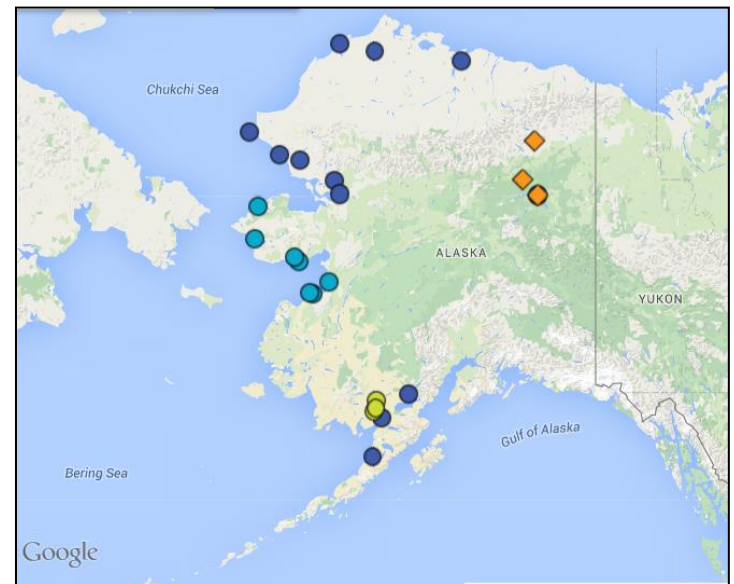 Chukchi Sea
ALASKA
YUKON
Gulf of Alaska
Bering Sea
Google